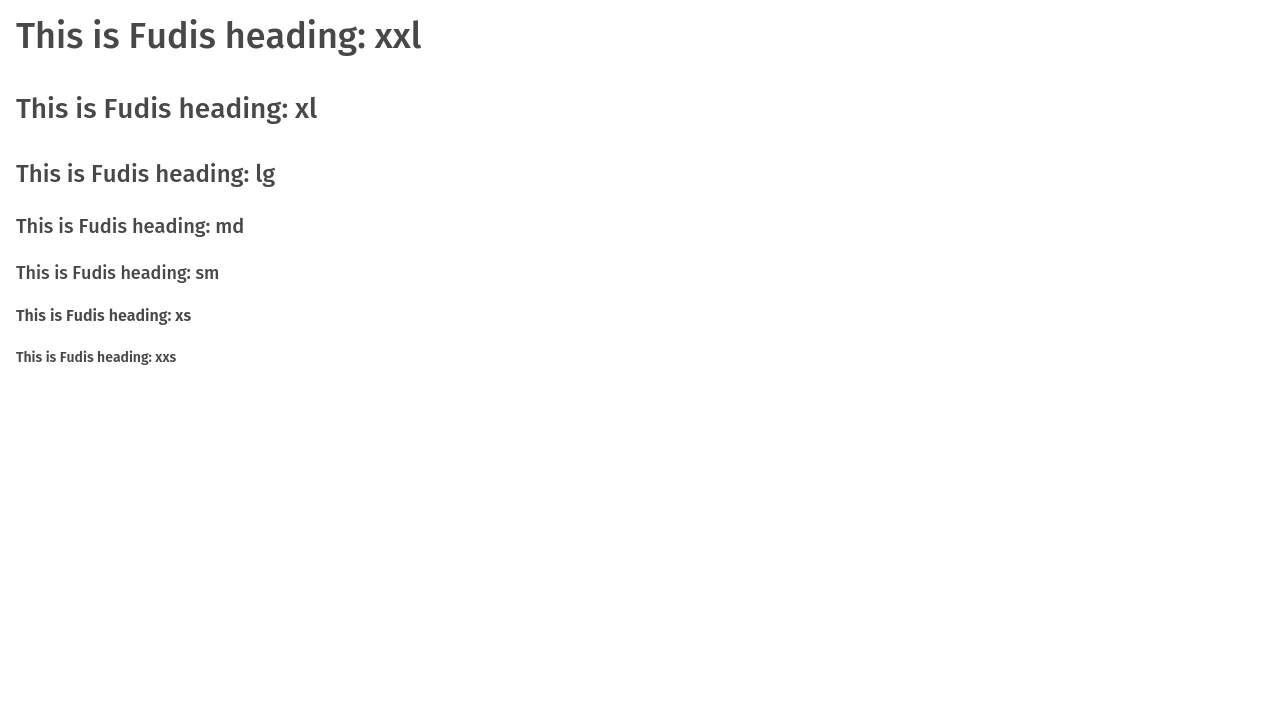 This is Fudis heading: xxl
This is Fudis heading: xl
This is Fudis heading: lg
This is Fudis heading: md
This is Fudis heading: sm
This is Fudis heading: xs
This is Fudis heading: xxs